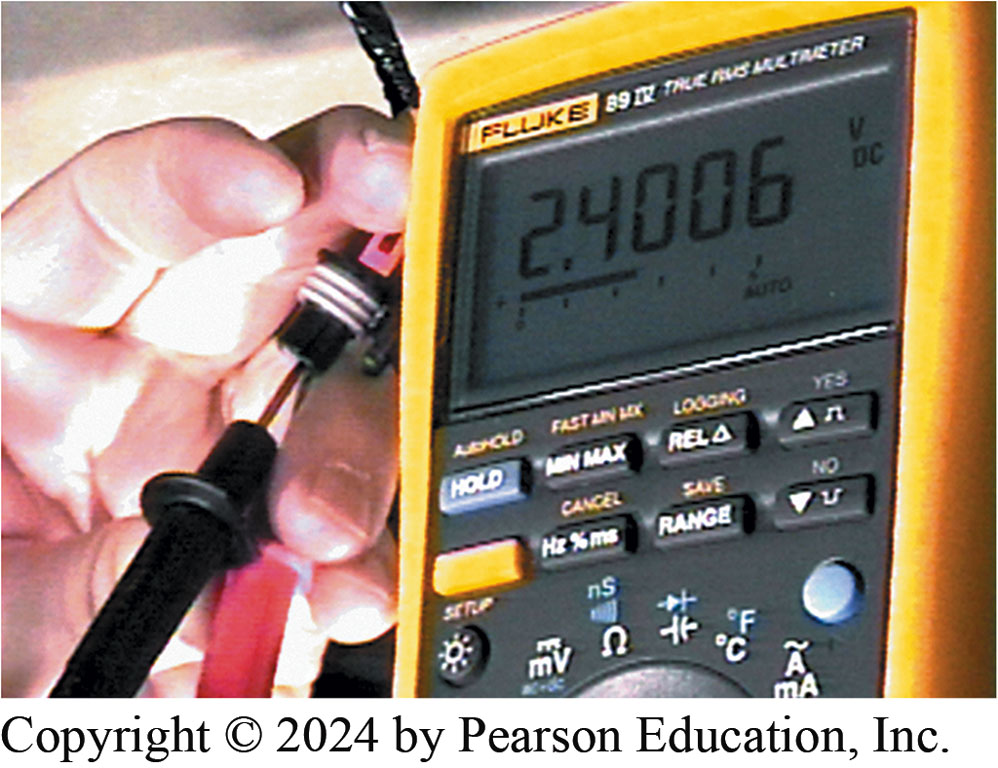 FLUKE 89 IV TRUE RMS MULTIMETER
2.4006 V DC
+ 0
AUTO
AutoHOLD FAST MN MX LOGGING YES
HOLD MIN MAX REL Δ ▲
CANCEL SAVE NO
Hz % ms RANGE ▼
SETUP
mV nS Ω °F °C A mA
Copyright © 2024 by Pearson Education, Inc.